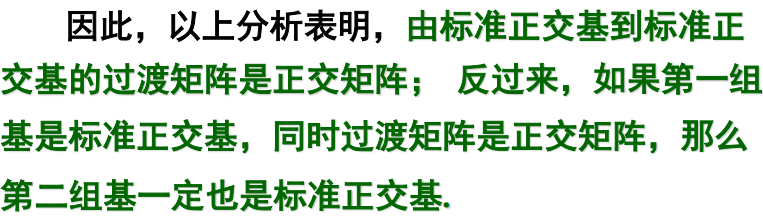 因此，以上分析表明，由标准正交基到标准正
交基的过渡矩阵是正交矩阵； 反过来，如果第一组
基是标准正交基，同时过渡矩阵是正交矩阵，那么
第二组基一定也是标准正交基.